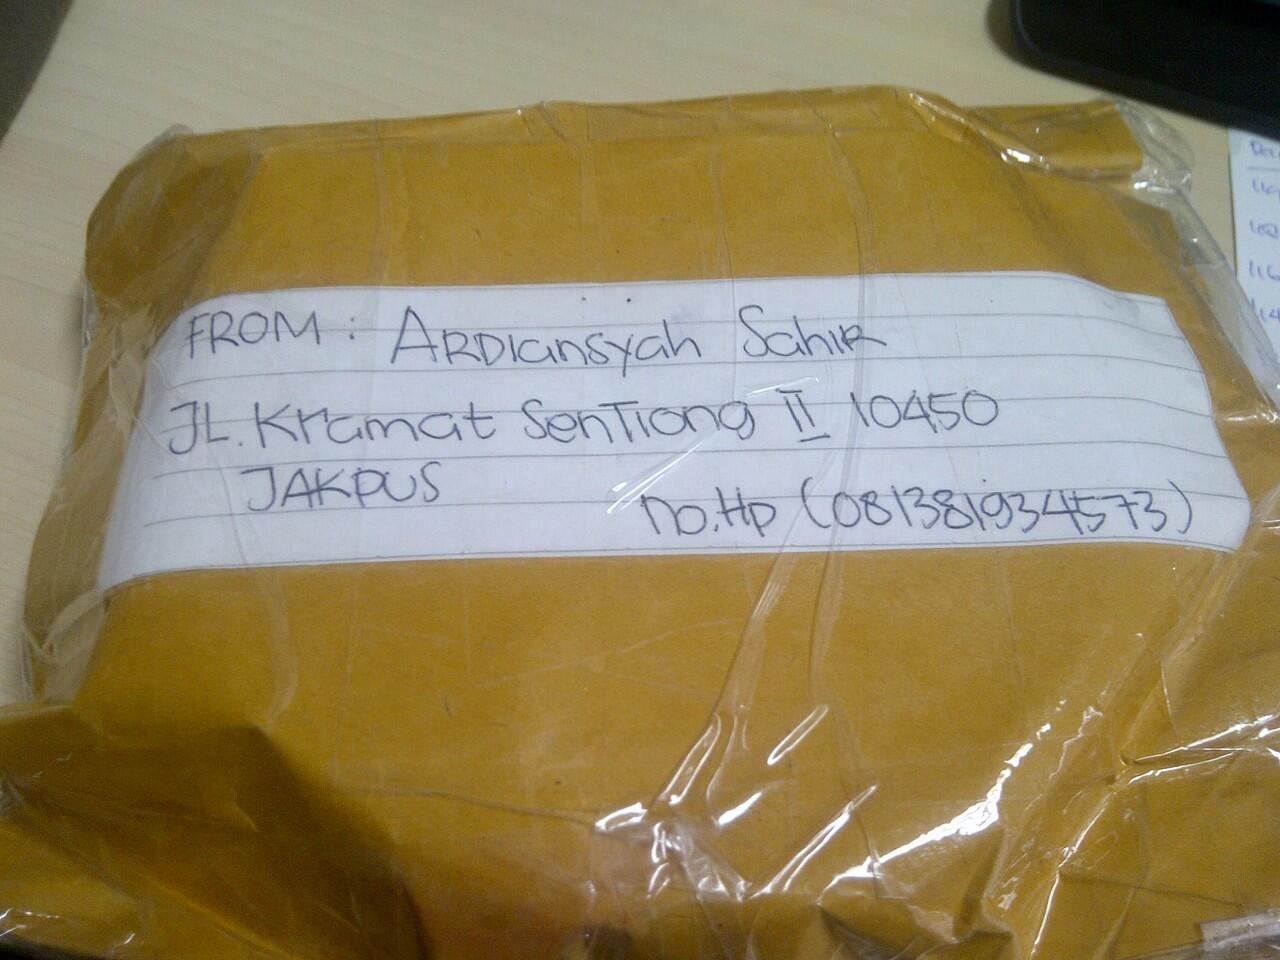 FROM : ARDIansyah Sahir
JL. Kramat SenTiong II 10450
JAKPUS
no.Hp (081381934573)